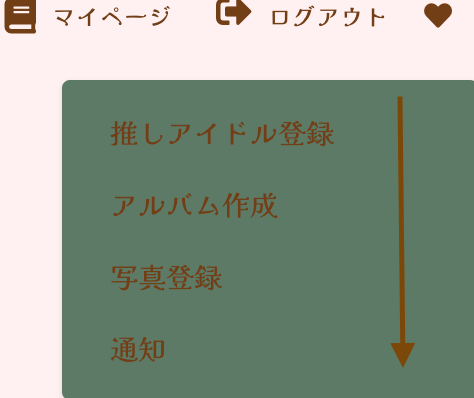 マイページ ログアウト
推しアイドル登録
アルバム作成
写真登録
通知